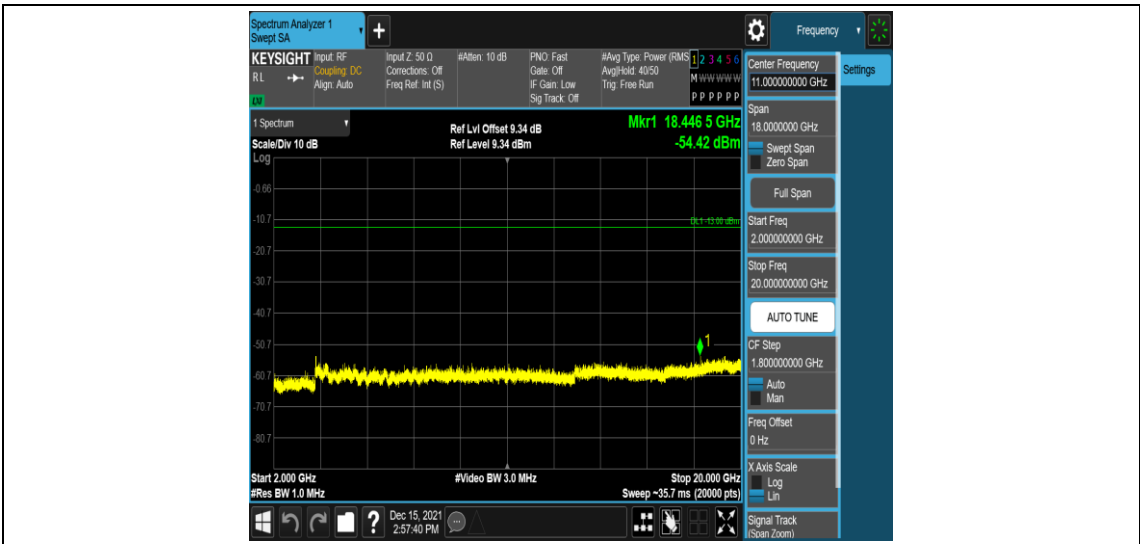 Spectrum Analyzer 1
Swept SA
+
Frequency
KEYSIGHT
RL
LXI
Input: RF
Coupling: DC
Align: Auto
Input Z: 50 Ω
Corrections: Off
Freq Ref: Int (S)
#Atten: 10 dB
PNO: Fast
Gate: Off
IF Gain: Low
Sig Track: Off
#Avg Type: Power (RMS
Avg|Hold: 40/50
Trig: Free Run
1 2 3 4 5 6
M W W W W W
P P P P P P
1 Spectrum
Scale/Div 10 dB
Ref Lvl Offset 9.34 dB
Ref Level 9.34 dBm
Mkr1 18.446 5 GHz
-54.42 dBm
Log
-0.66
-10.7
DL1 -13.00 dBm
-20.7
-30.7
-40.7
-50.7
1
-60.7
-70.7
-80.7
Start 2.000 GHz
#Video BW 3.0 MHz
Stop 20.000 GHz
#Res BW 1.0 MHz
Sweep ~35.7 ms (20000 pts)
?
Dec 15, 2021
2:57:40 PM
Center Frequency
11.000000000 GHz
Settings
Span
18.0000000 GHz
Swept Span
Zero Span
Full Span
Start Freq
2.000000000 GHz
Stop Freq
20.000000000 GHz
AUTO TUNE
CF Step
1.800000000 GHz
Auto
Man
Freq Offset
0 Hz
X Axis Scale
Log
Lin
Signal Track
(Span Zoom)